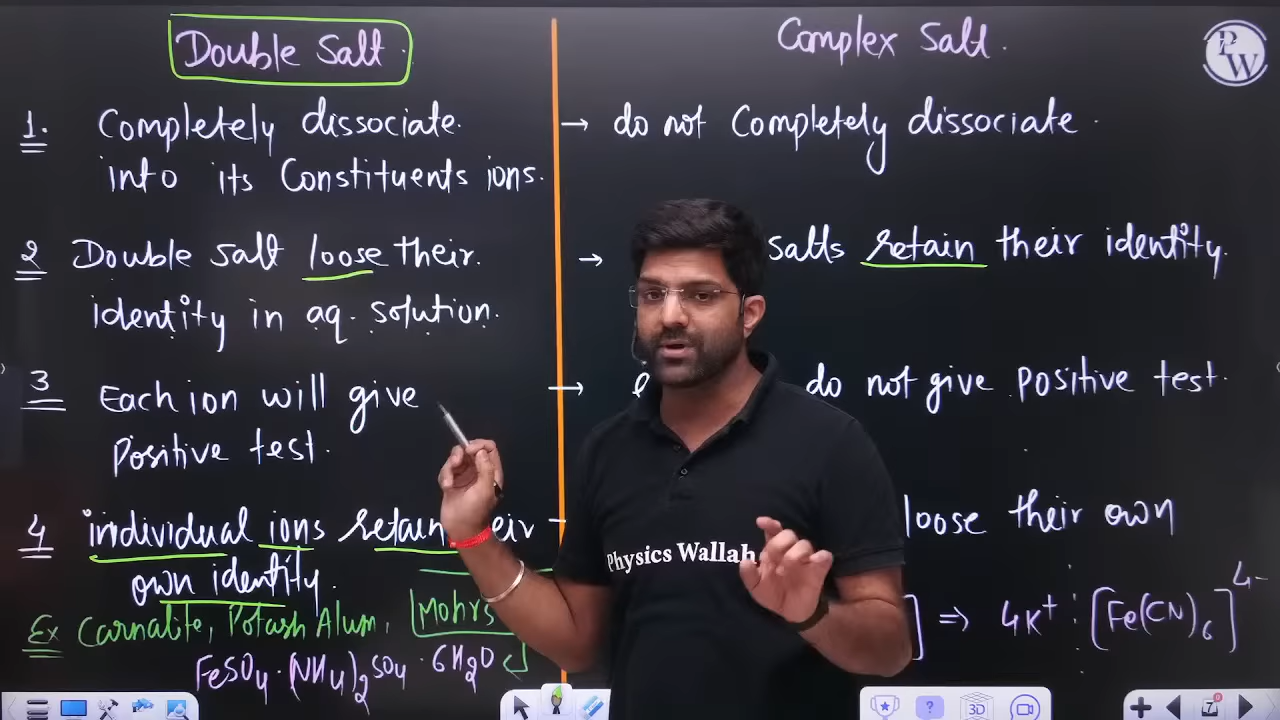 Double Salt.
Complex Salt.
PW
1. Completely dissociate
into its Constituents ions.
→ do not Completely dissociate.
2 Double salt loose their
identity in aq. solution.
→ salts retain their identity.
3 Each ion will give
Positive test.
→ do not give positive test.
4 individual ions retain
own identity.
loose their own
Ex Carnalite, Potash Alum, Mohrs
FeSO4·(NH4)2SO4·6H2O
] ⇒ 4K+ : [Fe(CN)6]4-
Physics Wallah
?
3D
7